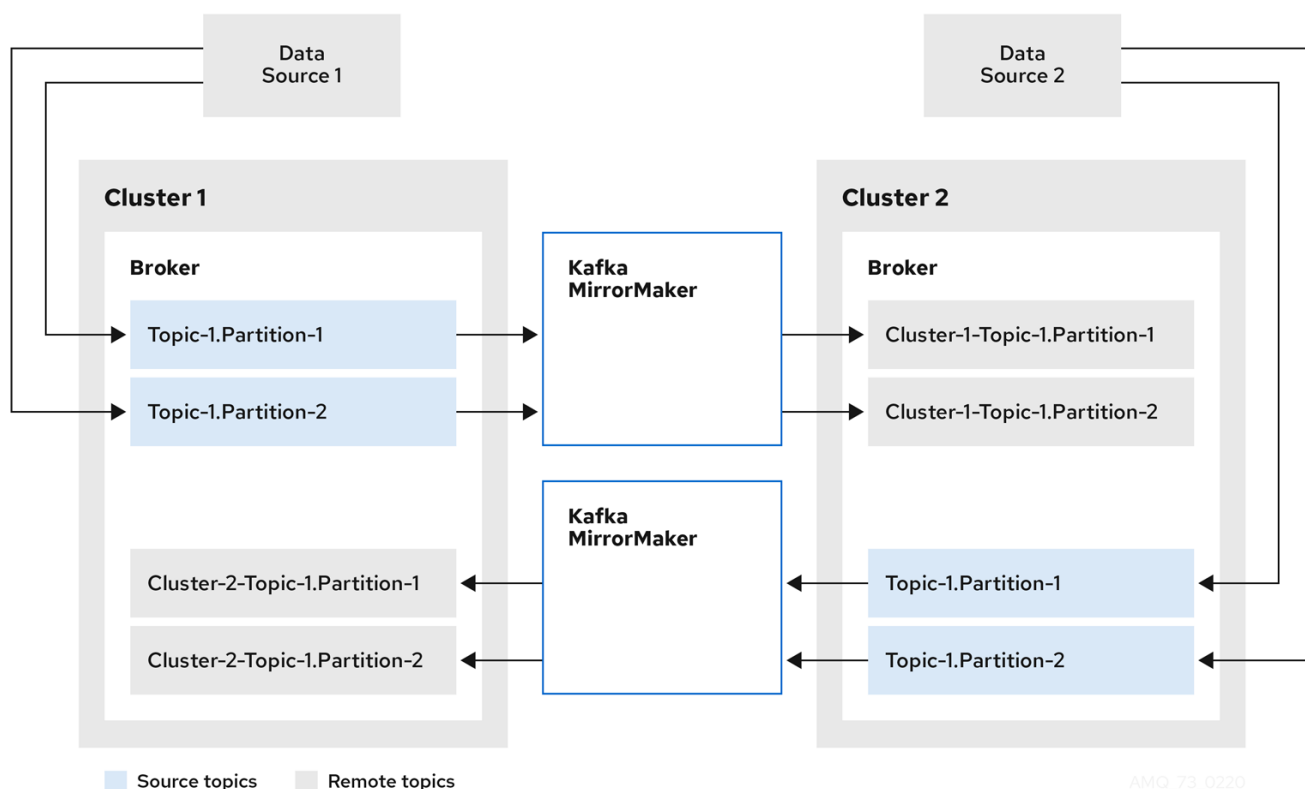 Data
Source 1
Data
Source 2
Cluster 1
Broker
Topic-1.Partition-1
Topic-1.Partition-2
Cluster-2-Topic-1.Partition-1
Cluster-2-Topic-1.Partition-2
Kafka
MirrorMaker
Kafka
MirrorMaker
Cluster 2
Broker
Cluster-1-Topic-1.Partition-1
Cluster-1-Topic-1.Partition-2
Topic-1.Partition-1
Topic-1.Partition-2
Source topics
Remote topics
AMQ_73_0220